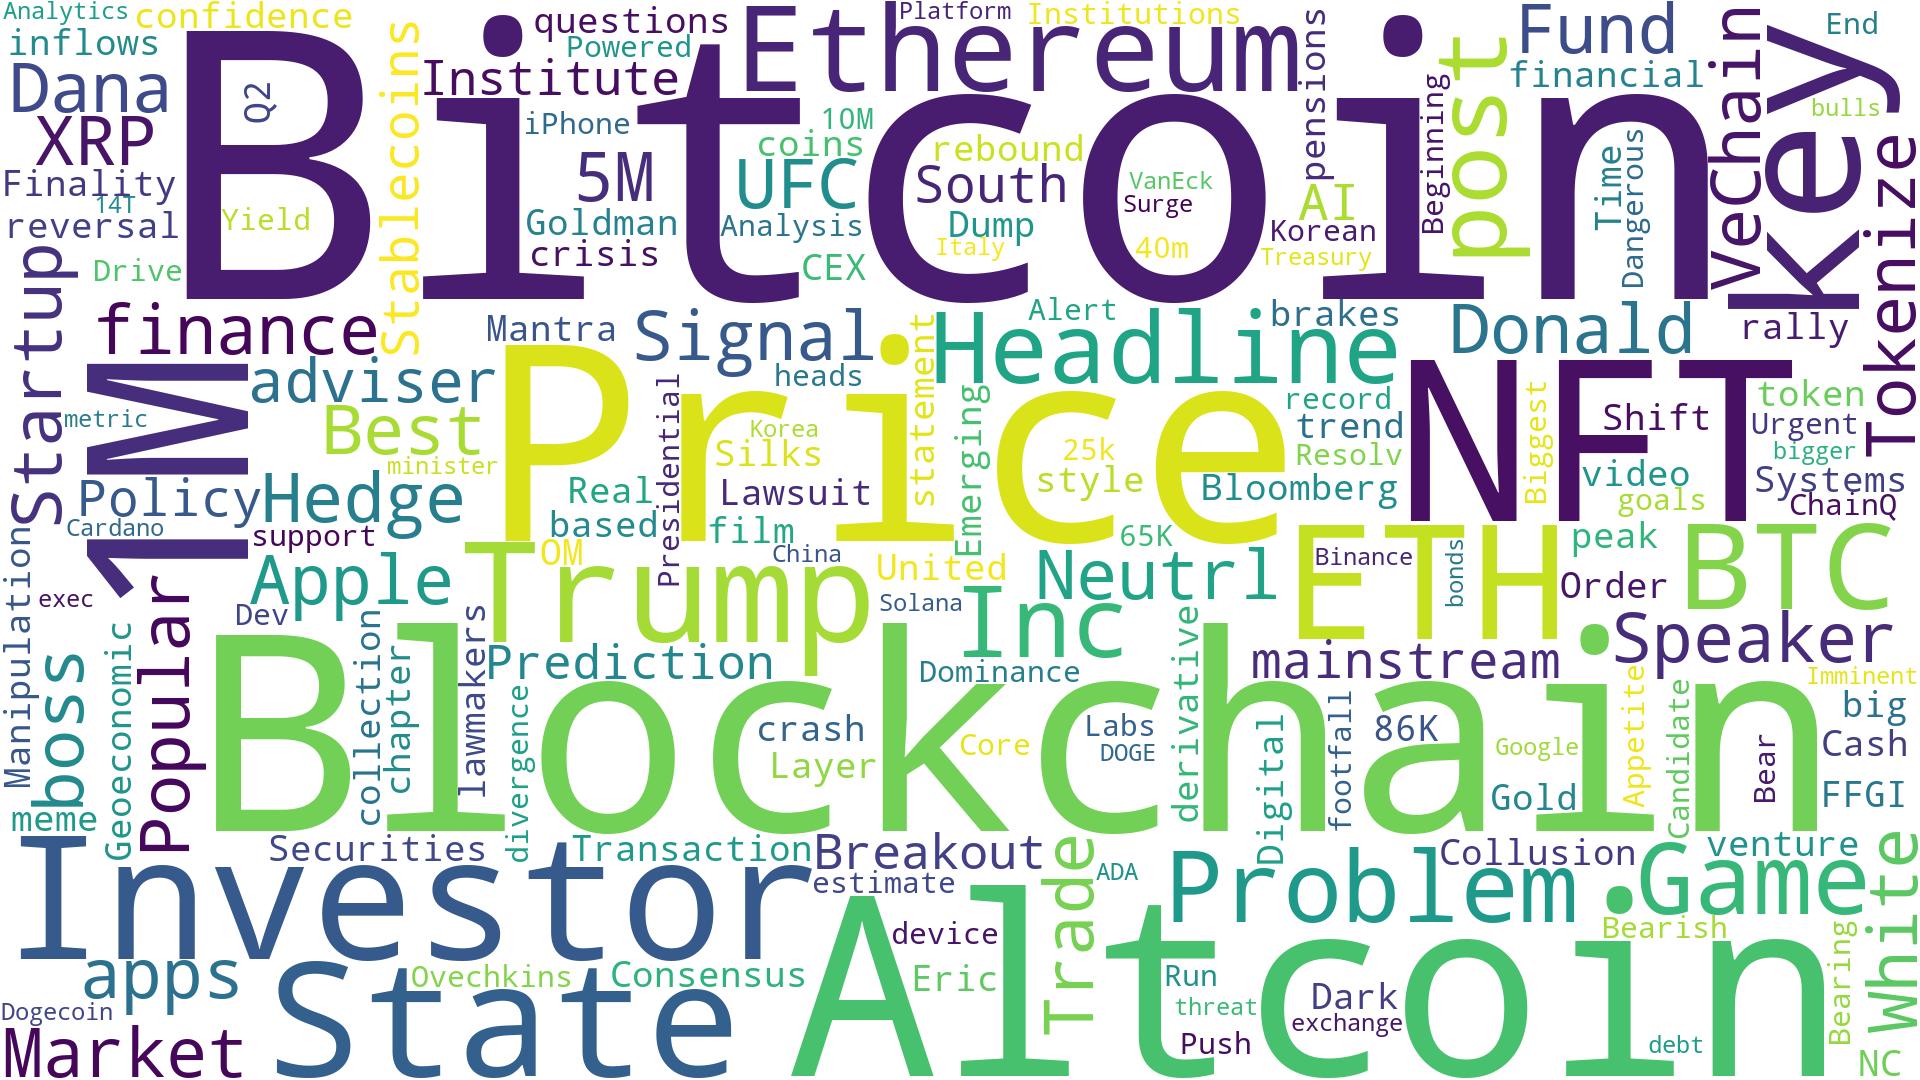 Analytics
confidence
inflows
Dana
Q2
XRP
Finality
14T
reversal
Yield
Drive
Stablecoins
Bitcoin
questions
Powered
Institute
iPhone
5M
Goldman
crisis
Ethereum
Platform
Institutions
10M
coins
UFC
Analysis
CEX
rebound
South
Dump
Italy
VanEck
Surge
40m
pensions
AI
Korean
Treasury
Beginning
post
Fund
financial
Time
Dangerous
Vechain
Key
End
bulls
Tokenize
rally
Startup
finance
1M
adviser
metric
Best
minister
Policy
Hedge
Cardano
support
Mantra
Signal
heads
Price
Presidential
Korea
Silks
Lawsuit
Real
based
film
statement
Emerging
Headline
Alert
brakes
25k
style
record
trend
Resolv
Bloomberg
Donald
NFT
Biggest
Shift
video
goals
token
Urgent
bigger
Systems
ChainQ
Manipulation
exec
Popular
Apple
Dev
OM
Trump
China
United
Solana
Neutrl
65K
Inc
ETH
Binance
bonds
peak
Order
BTC
Speaker
boss
Geoeconomic
meme
collection
chapter
lawmakers
Prediction
divergence
Dominance
mainstream
Blockchain
crash
Layer
Core
Labs
DOGE
derivative
Digital
footfall
86K
Google
Gold
Appetite
Candidate
Imminent
big
Bear
Cash
FFGI
Investor
Securities
Transaction
Breakout
estimate
Trade
ADA
Problem
Collusion
Game
venture
White
apps
State
Ovechkins
Consensus
device
Eric
Altcoin
Run
threat
Push
Dark
exchange
Bearish
debt
Bearing
NC
Dogecoin
Market